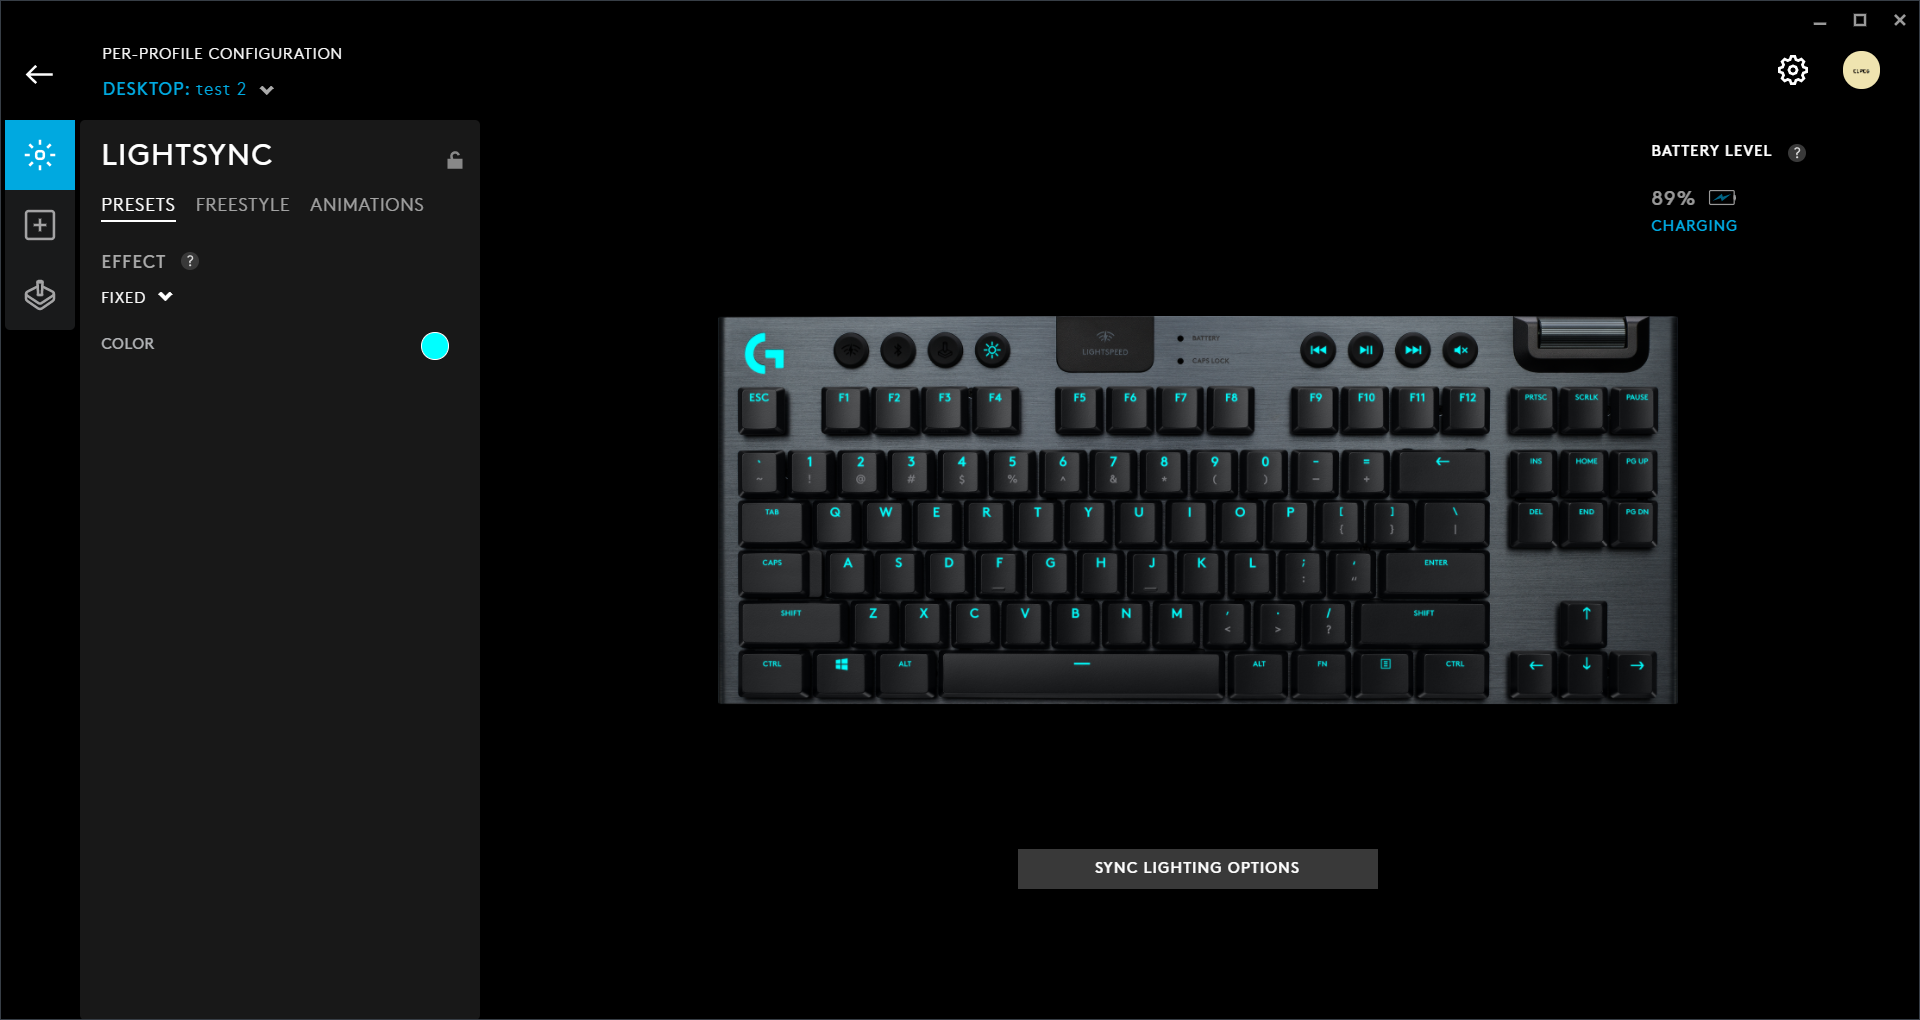 PER-PROFILE CONFIGURATION
DESKTOP: test 2
LIGHTSYNC
PRESETS FREESTYLE ANIMATIONS
EFFECT ?
FIXED
COLOR
BATTERY LEVEL ?
89%
CHARGING
LIGHTSPEED
BATTERY
CAPS LOCK
ESC F1 F2 F3 F4 F5 F6 F7 F8 F9 F10 F11 F12 PRTSC SCRLK PAUSE
` 1 2 3 4 5 6 7 8 9 0 - = ← INS HOME PG UP
~ ! @ # $ % ^ & * ( ) – +
TAB Q W E R T Y U I O P [ ] \ DEL END PG DN
{ } |
CAPS A S D F G H J K L ; ' ENTER
: "
SHIFT Z X C V B N M , . / SHIFT ↑
< > ?
CTRL ALT — ALT FN CTRL ← ↓ →
SYNC LIGHTING OPTIONS